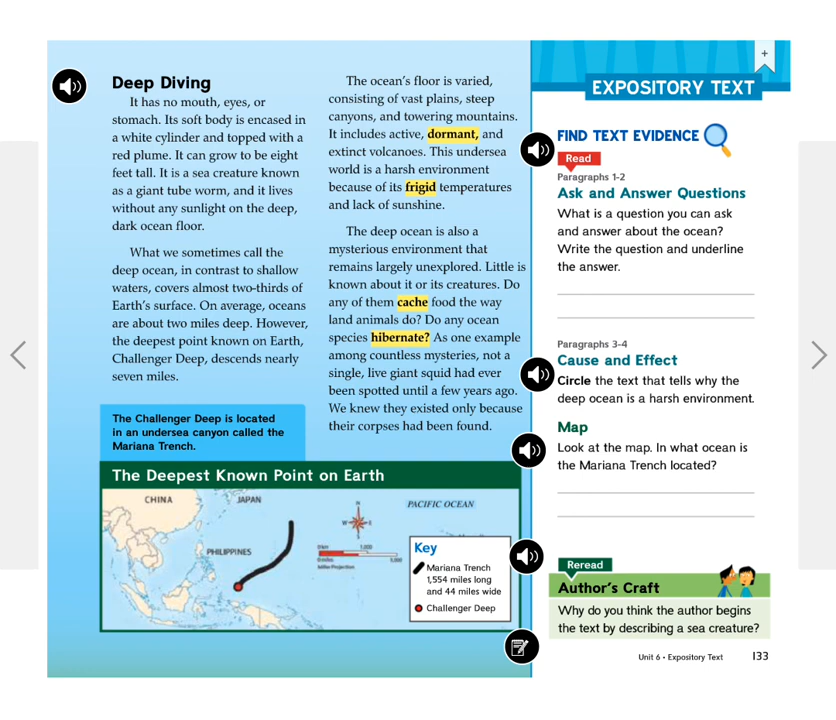 Deep Diving
It has no mouth, eyes, or
stomach. Its soft body is encased in
a white cylinder and topped with a
red plume. It can grow to be eight
feet tall. It is a sea creature known
as a giant tube worm, and it lives
without any sunlight on the deep,
dark ocean floor.
What we sometimes call the
deep ocean, in contrast to shallow
waters, covers almost two-thirds of
Earth's surface. On average, oceans
are about two miles deep. However,
the deepest point known on Earth,
Challenger Deep, descends nearly
seven miles.
The Challenger Deep is located
in an undersea canyon called the
Mariana Trench.
The ocean's floor is varied,
consisting of vast plains, steep
canyons, and towering mountains.
It includes active, dormant, and
extinct volcanoes. This undersea
world is a harsh environment
because of its frigid temperatures
and lack of sunshine.
The deep ocean is also a
mysterious environment that
remains largely unexplored. Little is
known about it or its creatures. Do
any of them cache food the way
land animals do? Do any ocean
species hibernate? As one example
among countless mysteries, not a
single, live giant squid had ever
been spotted until a few years ago.
We knew they existed only because
their corpses had been found.
The Deepest Known Point on Earth
CHINA
JAPAN
PACIFIC OCEAN
PHILIPPINES
N
W
E
S
Key
Mariana Trench
1,554 miles long
and 44 miles wide
Challenger Deep
+
EXPOSITORY TEXT
FIND TEXT EVIDENCE
Read
Paragraphs 1-2
Ask and Answer Questions
What is a question you can ask
and answer about the ocean?
Write the question and underline
the answer.
Paragraphs 3-4
Cause and Effect
Circle the text that tells why the
deep ocean is a harsh environment.
Map
Look at the map. In what ocean is
the Mariana Trench located?
Reread
Author's Craft
Why do you think the author begins
the text by describing a sea creature?
Unit 6 • Expository Text 133